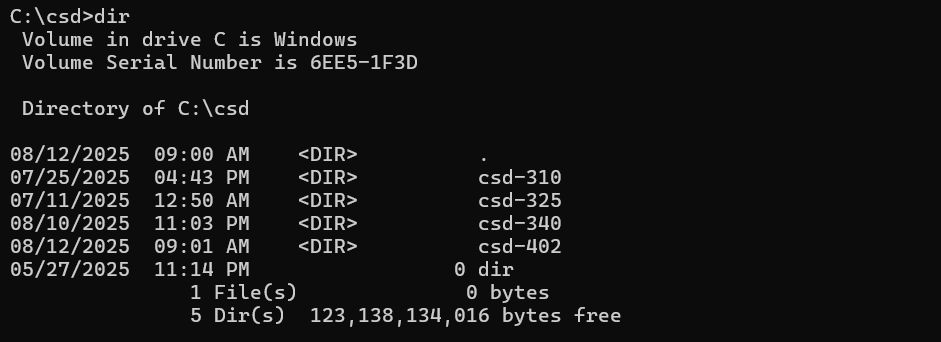 C:\csd>dir
 Volume in drive C is Windows
 Volume Serial Number is 6EE5-1F3D

 Directory of C:\csd

08/12/2025  09:00 AM    <DIR>          .
07/25/2025  04:43 PM    <DIR>          csd-310
07/11/2025  12:50 AM    <DIR>          csd-325
08/10/2025  11:03 PM    <DIR>          csd-340
08/12/2025  09:01 AM    <DIR>          csd-402
05/27/2025  11:14 PM                 0 dir
               1 File(s)              0 bytes
               5 Dir(s)  123,138,134,016 bytes free